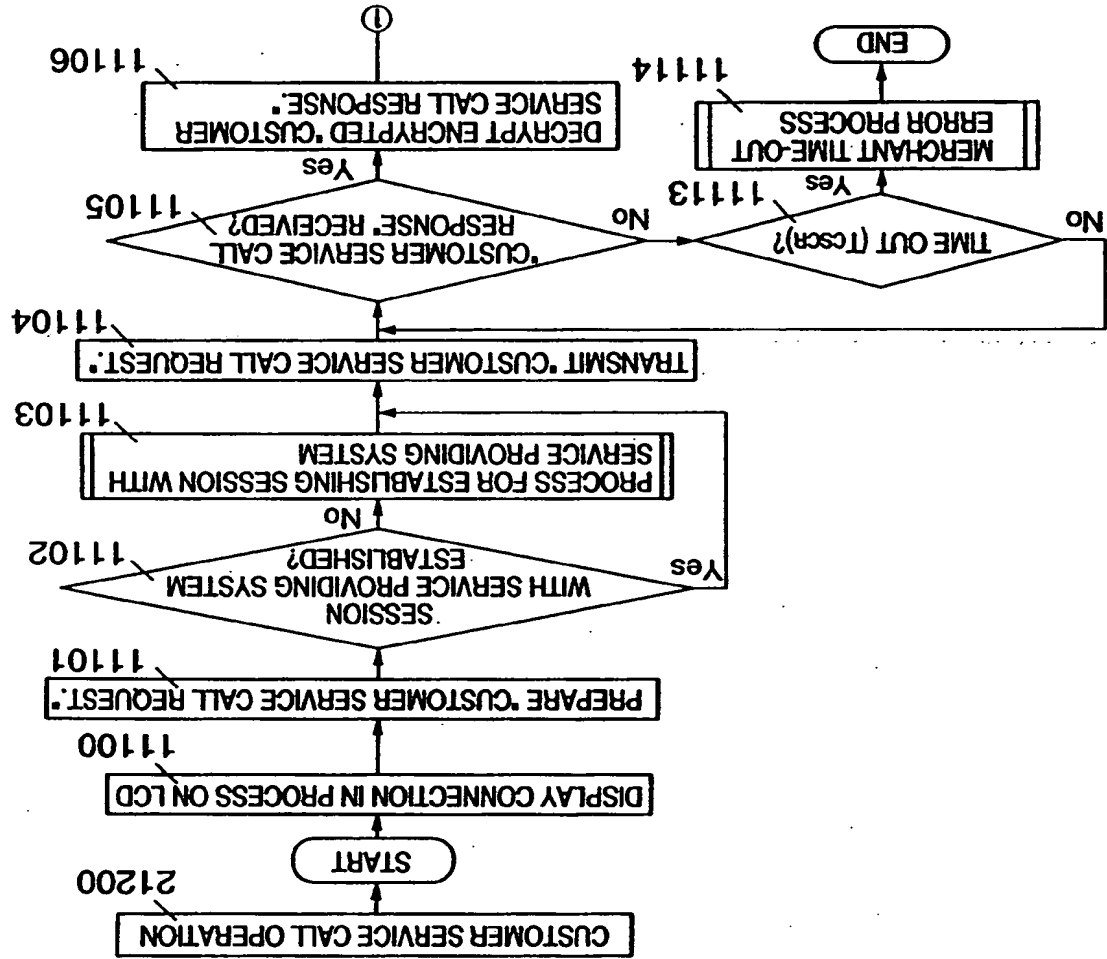 CUSTOMER SERVICE CALL OPERATION
21200
START
DISPLAY CONNECTION IN PROCESS ON LCD
11100
PREPARE "CUSTOMER SERVICE CALL REQUEST."
11101
SESSION
WITH SERVICE PROVIDING SYSTEM
ESTABLISHED?
11102
Yes
No
PROCESS FOR ESTABLISHING SESSION WITH
SERVICE PROVIDING SYSTEM
11103
TRANSMIT "CUSTOMER SERVICE CALL REQUEST."
11104
"CUSTOMER SERVICE CALL
RESPONSE" RECEIVED?
11105
No
Yes
TIME OUT (TCSCR)?
11113
No
Yes
MERCHANT TIME-OUT
ERROR PROCESS
11114
END
DECRYPT ENCRYPTED "CUSTOMER
SERVICE CALL RESPONSE."
11106
1